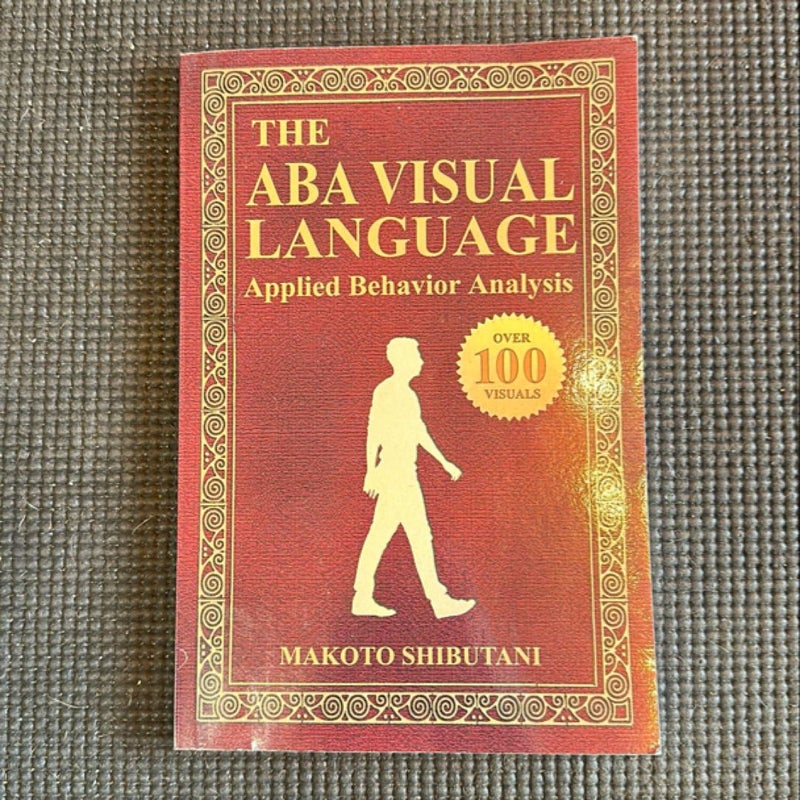 THE
ABA VISUAL
LANGUAGE
Applied Behavior Analysis
OVER
100
VISUALS
MAKOTO SHIBUTANI